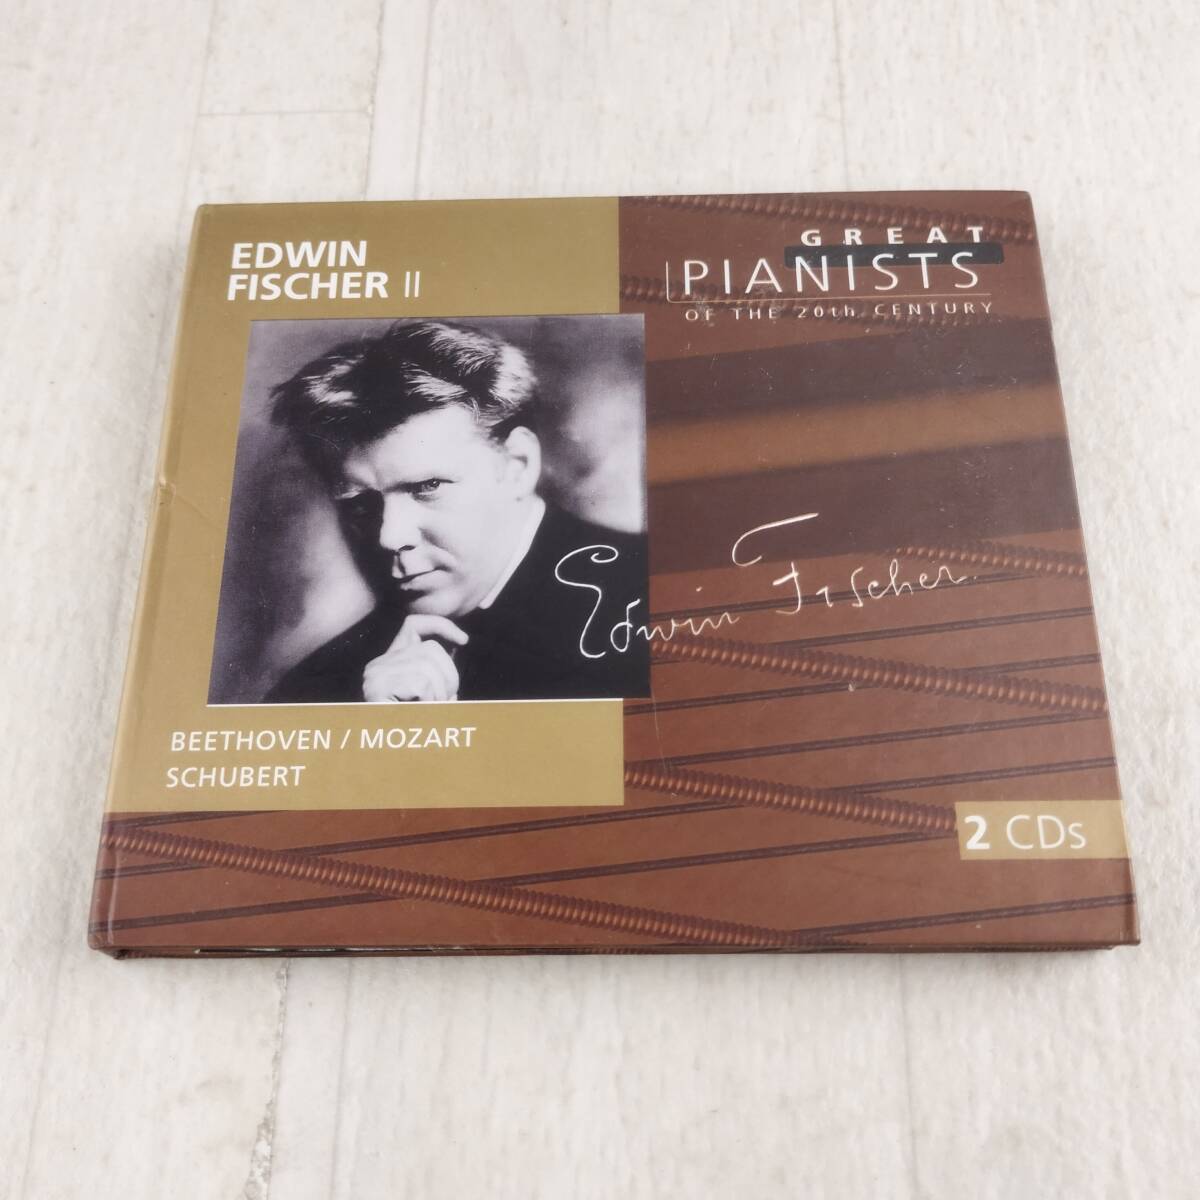 EDWIN
FISCHER II
GREAT
PIANISTS
OF THE 20th CENTURY
Edwin Fischer
BEETHOVEN / MOZART
SCHUBERT
2 CDs